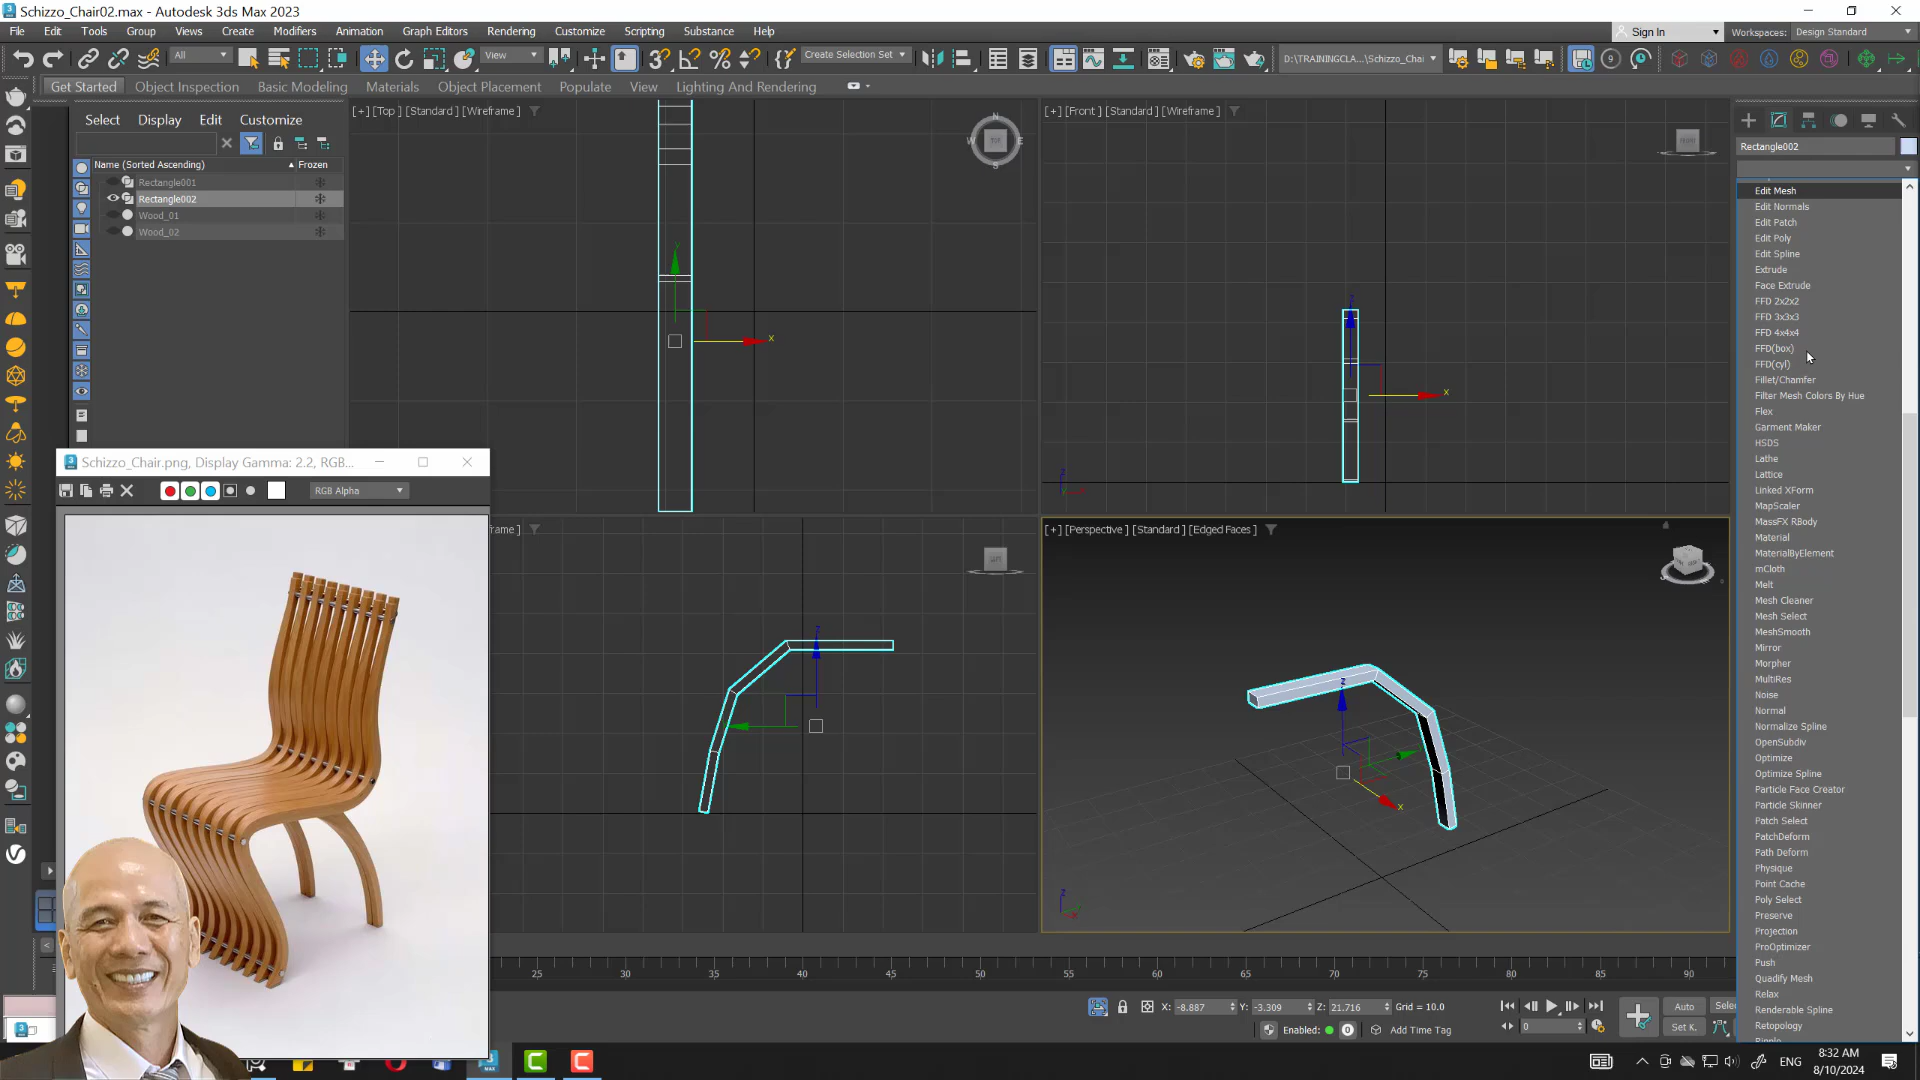 Schizzo_Chair02.max - Autodesk 3ds Max 2023
File Edit Tools Group Views Create Modifiers Animation Graph Editors Rendering Customize Scripting Substance Help
Sign In
Workspaces: Design Standard
All
View
Create Selection Set
D:\TRAININGCLA...\Schizzo_Chai
Get Started Object Inspection Basic Modeling Materials Object Placement Populate View Lighting And Rendering
Select Display Edit Customize
Name (Sorted Ascending) Frozen
Rectangle001
Rectangle002
Wood_01
Wood_02
[+] [Top] [Standard] [Wireframe]
[+] [Front] [Standard] [Wireframe]
[+] [Perspective] [Standard] [Edged Faces]
Schizzo_Chair.png, Display Gamma: 2.2, RGB...
RGB Alpha
Rectangle002
Edit Mesh
Edit Normals
Edit Patch
Edit Poly
Edit Spline
Extrude
Face Extrude
FFD 2x2x2
FFD 3x3x3
FFD 4x4x4
FFD(box)
FFD(cyl)
Fillet/Chamfer
Filter Mesh Colors By Hue
Flex
Garment Maker
HSDS
Lathe
Lattice
Linked XForm
MapScaler
MassFX RBody
Material
MaterialByElement
mCloth
Melt
Mesh Cleaner
Mesh Select
MeshSmooth
Mirror
Morpher
MultiRes
Noise
Normal
Normalize Spline
OpenSubdiv
Optimize
Optimize Spline
Particle Face Creator
Particle Skinner
Patch Select
PatchDeform
Path Deform
Physique
Point Cache
Poly Select
Preserve
Projection
ProOptimizer
Push
Quadify Mesh
Relax
Renderable Spline
Retopology
25 30 35 40 45 50 55 60 65 70 75 80 85 90
X: -8.887 Y: -3.309 Z: 21.716 Grid = 10.0
Enabled: 0 Add Time Tag
0
Auto
Set K.
ENG
8:32 AM
8/10/2024